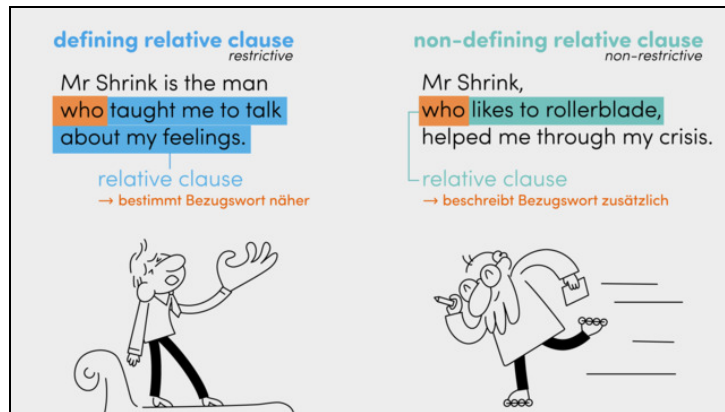 defining relative clause
restrictive
Mr Shrink is the man
who taught me to talk
about my feelings.
relative clause
→ bestimmt Bezugswort näher
non-defining relative clause
non-restrictive
Mr Shrink,
who likes to rollerblade,
helped me through my crisis.
relative clause
→ beschreibt Bezugswort zusätzlich